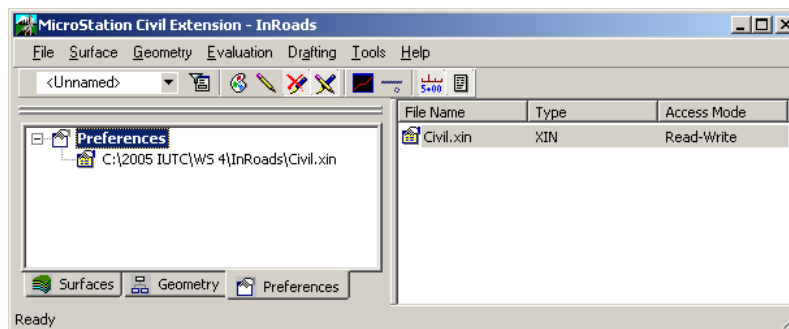 MicroStation Civil Extension - InRoads
File Surface Geometry Evaluation Drafting Tools Help
<Unnamed>
5+00
File Name Type Access Mode
Preferences
Civil.xin XIN Read-Write
C:\2005 IUTC\WS 4\InRoads\Civil.xin
Surfaces Geometry Preferences
Ready